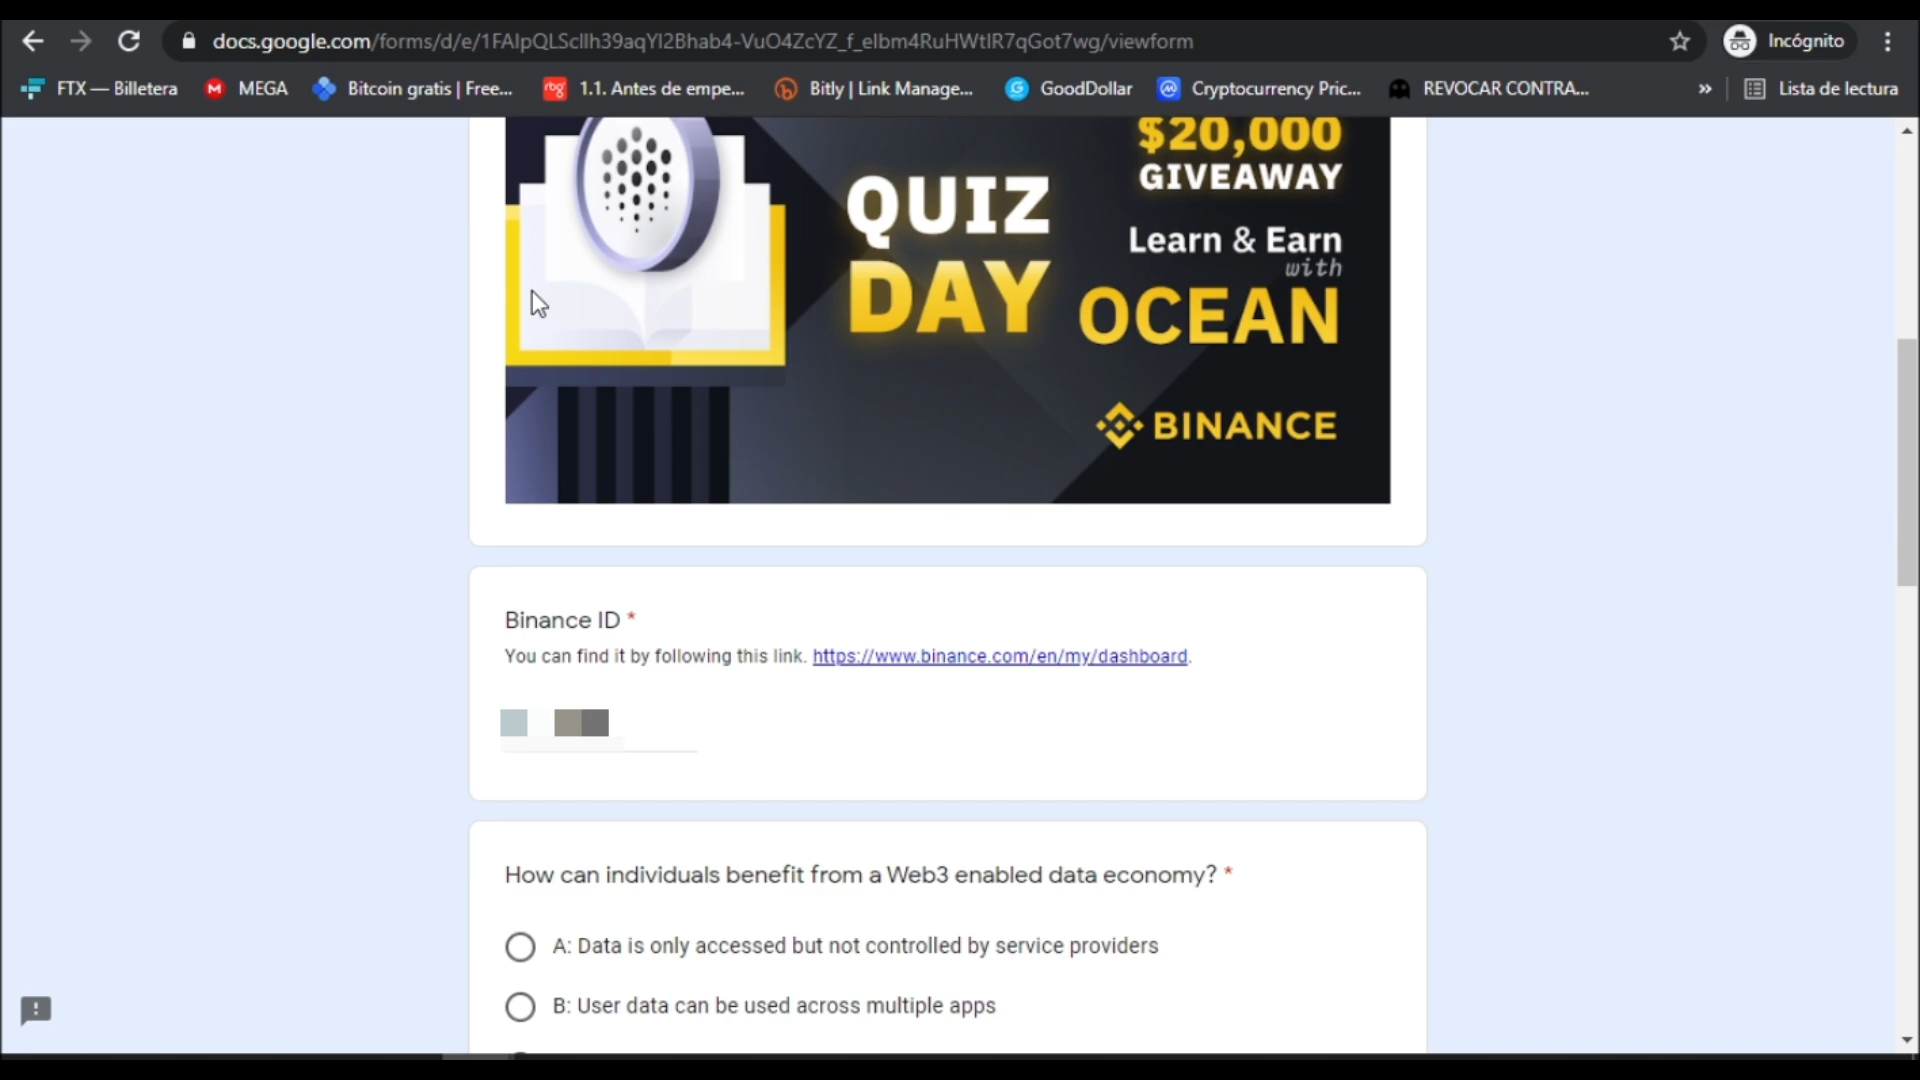 docs.google.com/forms/d/e/1FAIpQLScllh39aqYI2Bhab4-VuO4ZcYZ_f_elbm4RuHWtIR7qGot7wg/viewform
Incógnito
FTX — Billetera
MEGA
Bitcoin gratis | Free...
1.1. Antes de empe...
Bitly | Link Manage...
GoodDollar
Cryptocurrency Pric...
REVOCAR CONTRA...
»
Lista de lectura
$20,000
GIVEAWAY
QUIZ
DAY
Learn & Earn
with
OCEAN
BINANCE
Binance ID *
You can find it by following this link. https://www.binance.com/en/my/dashboard.
How can individuals benefit from a Web3 enabled data economy? *
A: Data is only accessed but not controlled by service providers
B: User data can be used across multiple apps